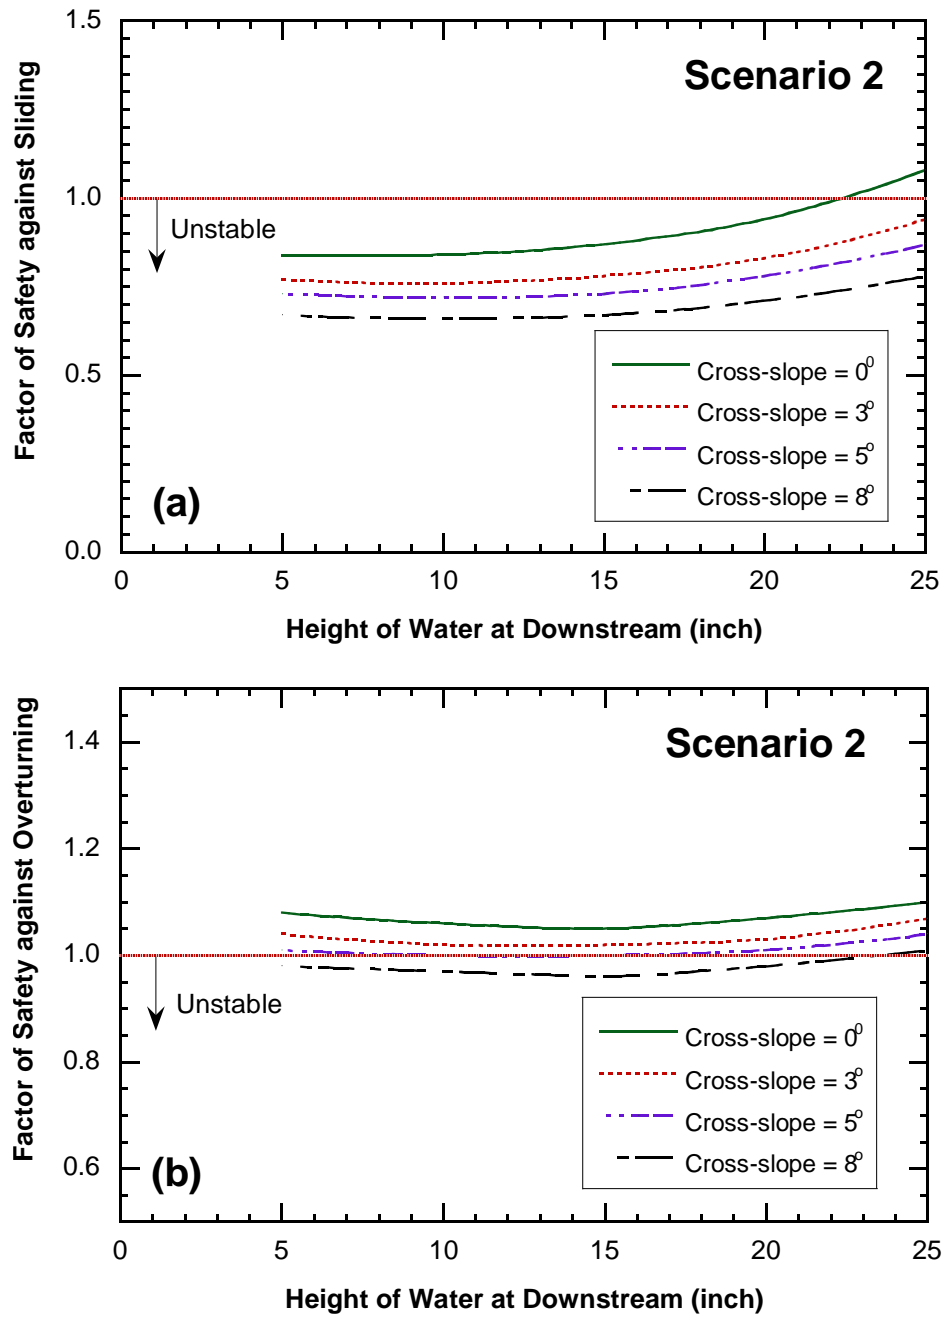 1.5
Scenario 2
Factor of Safety against Sliding
1.0
Unstable
0.5
Cross-slope = 0⁰
Cross-slope = 3º
Cross-slope = 5º
Cross-slope = 8º
(a)
0.0
0 5 10 15 20 25
Height of Water at Downstream (inch)
Scenario 2
1.4
Factor of Safety against Overturning
1.2
1.0
Unstable
0.8
Cross-slope = 0⁰
Cross-slope = 3º
Cross-slope = 5º
Cross-slope = 8º
0.6
(b)
0 5 10 15 20 25
Height of Water at Downstream (inch)